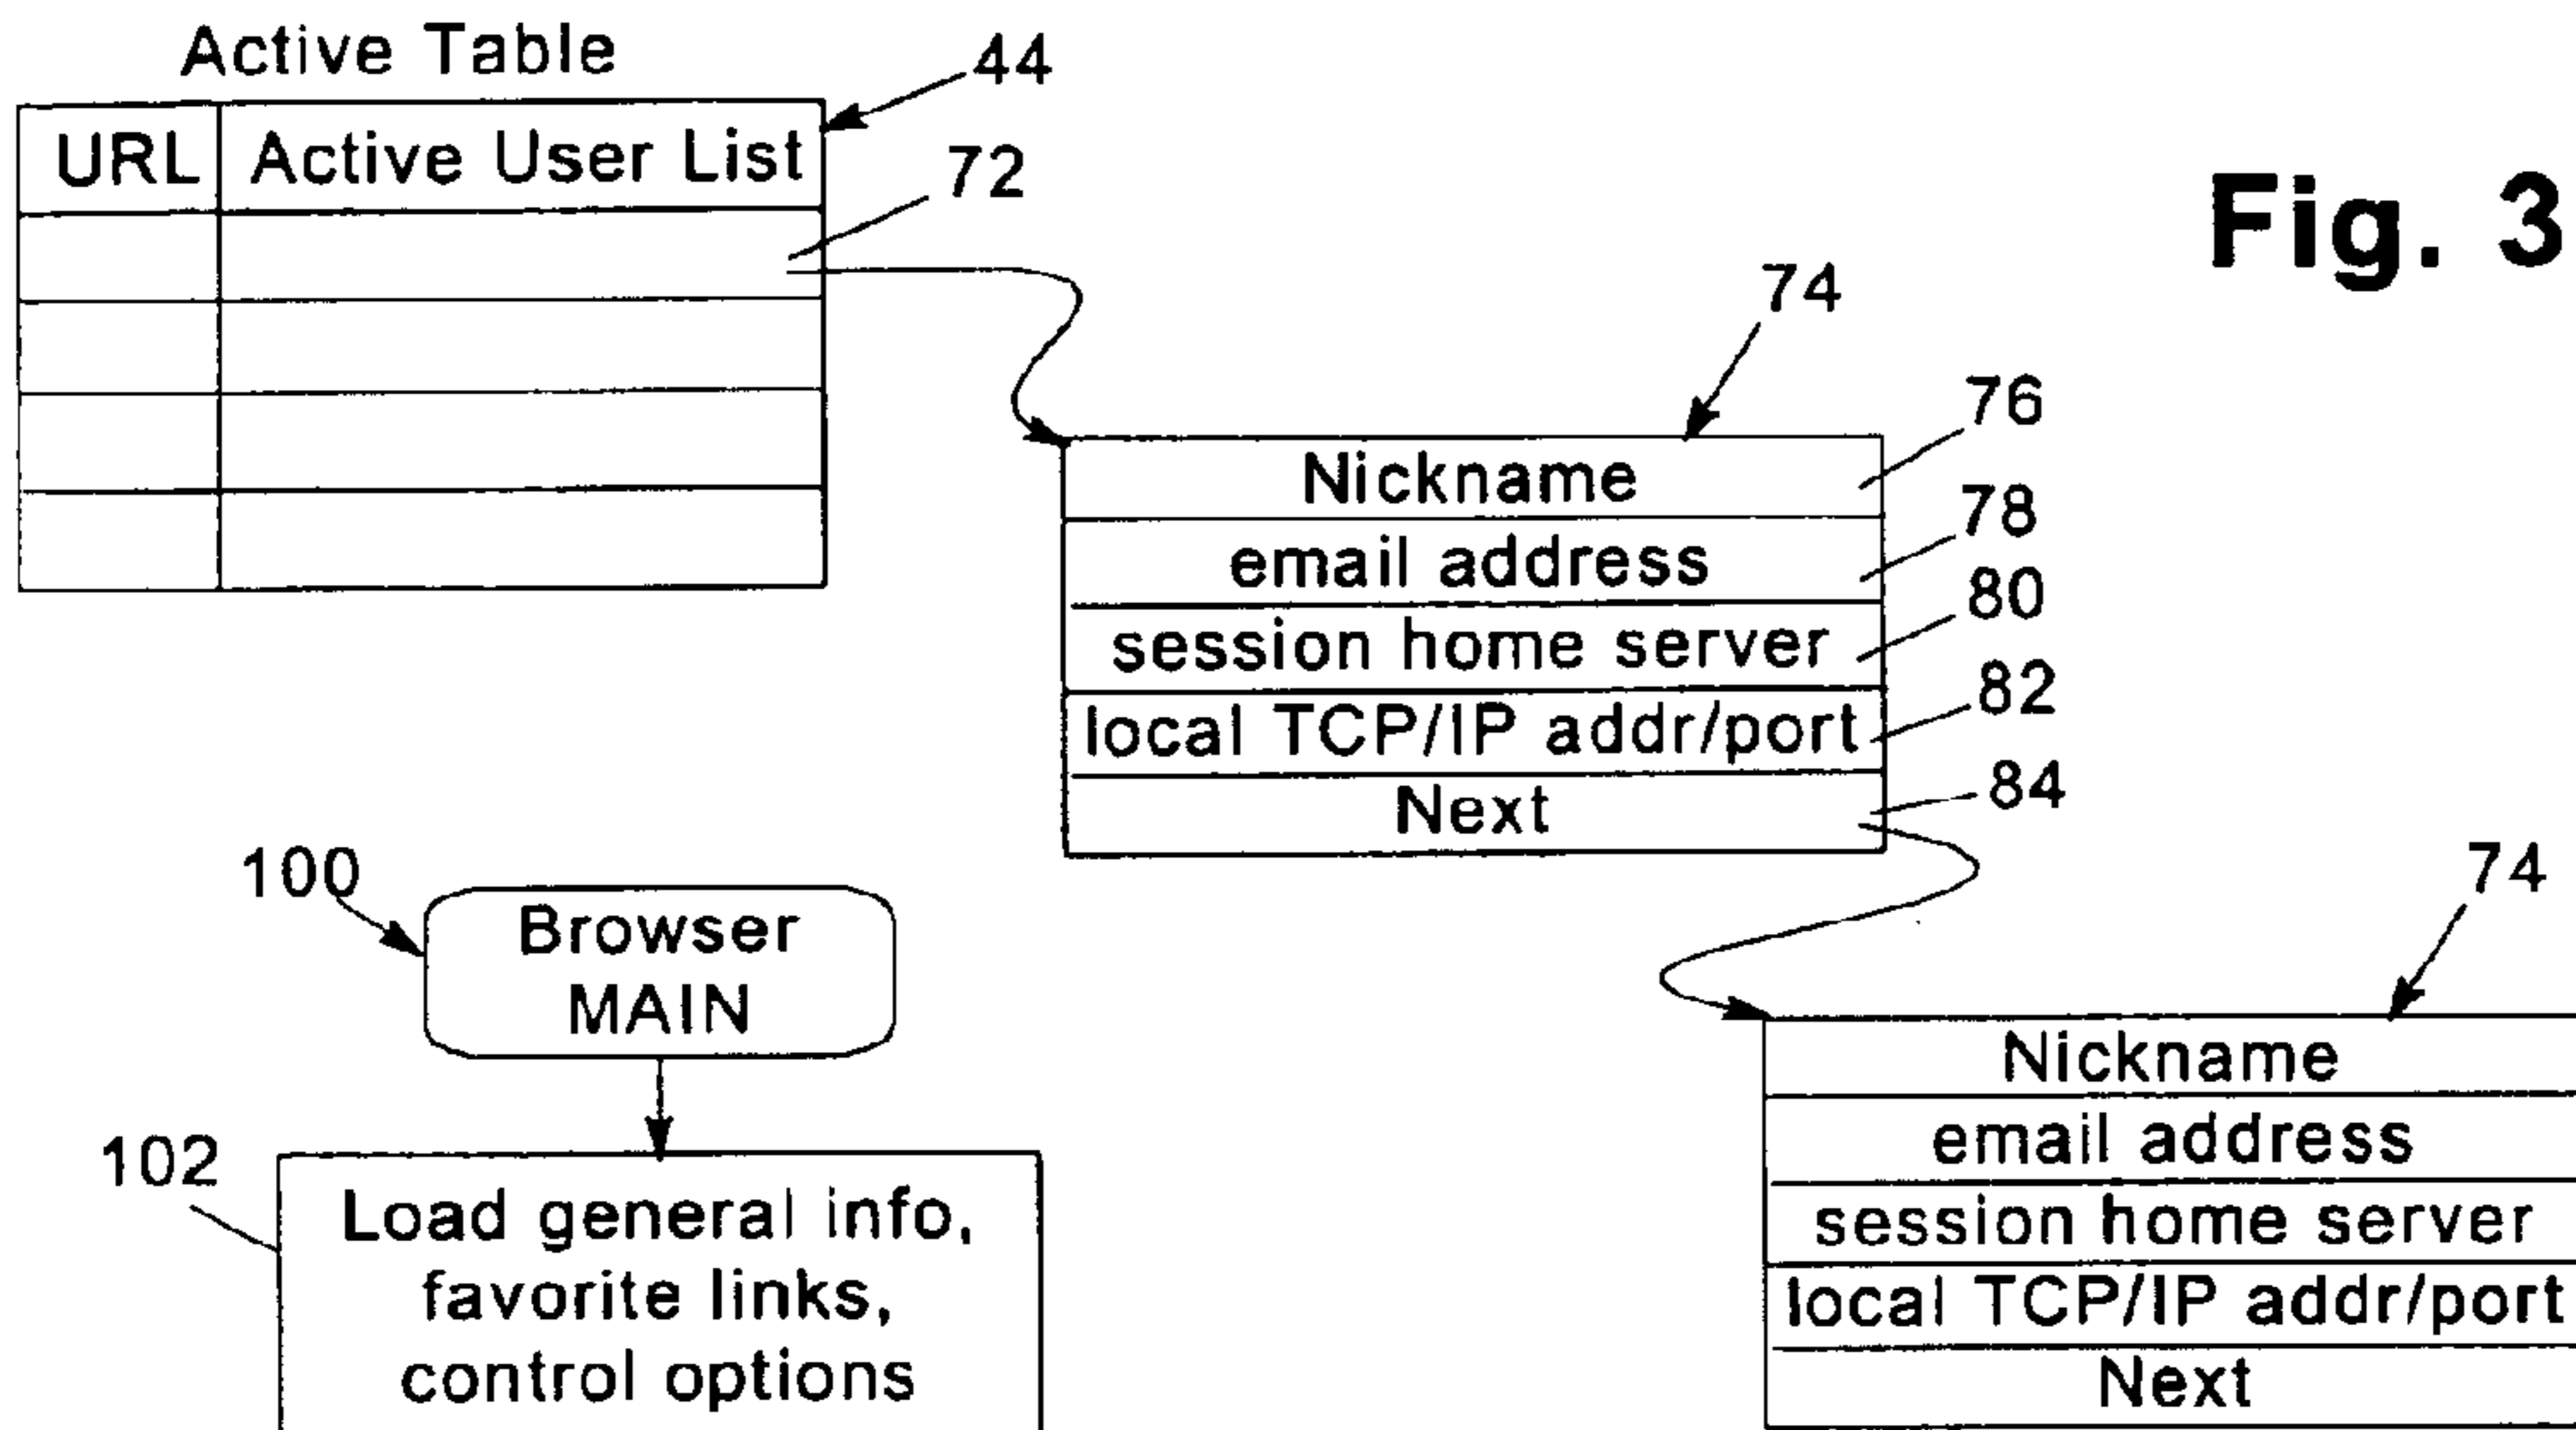 Active Table
44
URL Active User List
72
Fig. 3
74
Nickname
76
email address
78
session home server
80
local TCP/IP addr/port
82
Next
84
100
Browser
MAIN
102
Load general info,
favorite links,
control options
74
Nickname
email address
session home server
local TCP/IP addr/port
Next